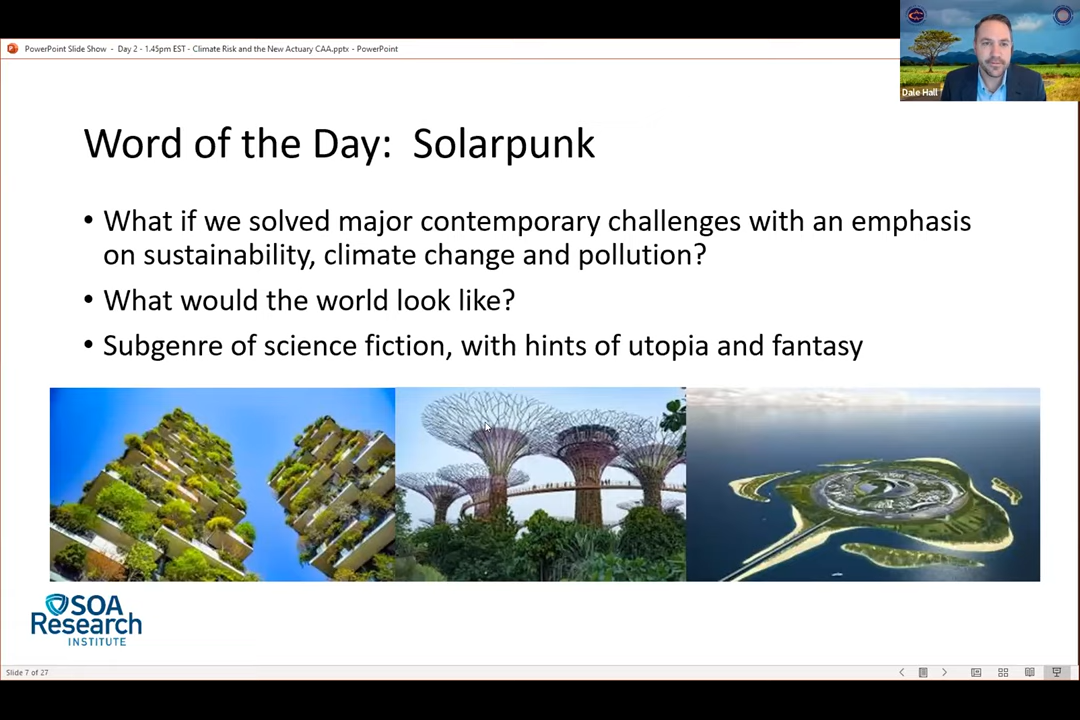 PowerPoint Slide Show - Day 2 - 1.45pm EST - Climate Risk and the New Actuary CAA.pptx - PowerPoint
Dale Hall
Word of the Day: Solarpunk
• What if we solved major contemporary challenges with an emphasis
on sustainability, climate change and pollution?
• What would the world look like?
• Subgenre of science fiction, with hints of utopia and fantasy
SOA
Research
INSTITUTE
Slide 7 of 27